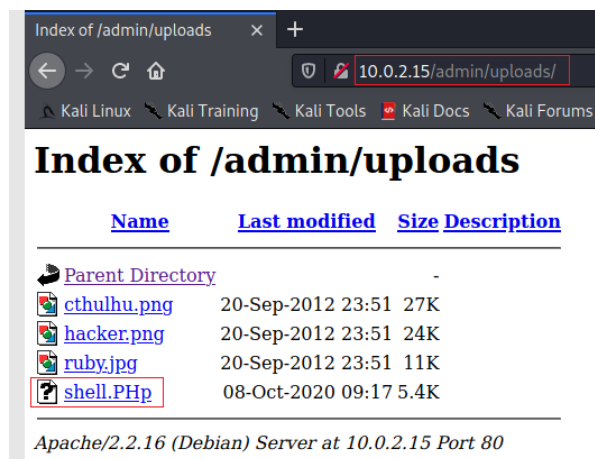 Index of /admin/uploads
10.0.2.15/admin/uploads/
Kali Linux Kali Training Kali Tools Kali Docs Kali Forums
Index of /admin/uploads
Name Last modified Size Description
Parent Directory -
cthulhu.png 20-Sep-2012 23:51 27K
hacker.png 20-Sep-2012 23:51 24K
ruby.jpg 20-Sep-2012 23:51 11K
shell.PHp 08-Oct-2020 09:17 5.4K
Apache/2.2.16 (Debian) Server at 10.0.2.15 Port 80